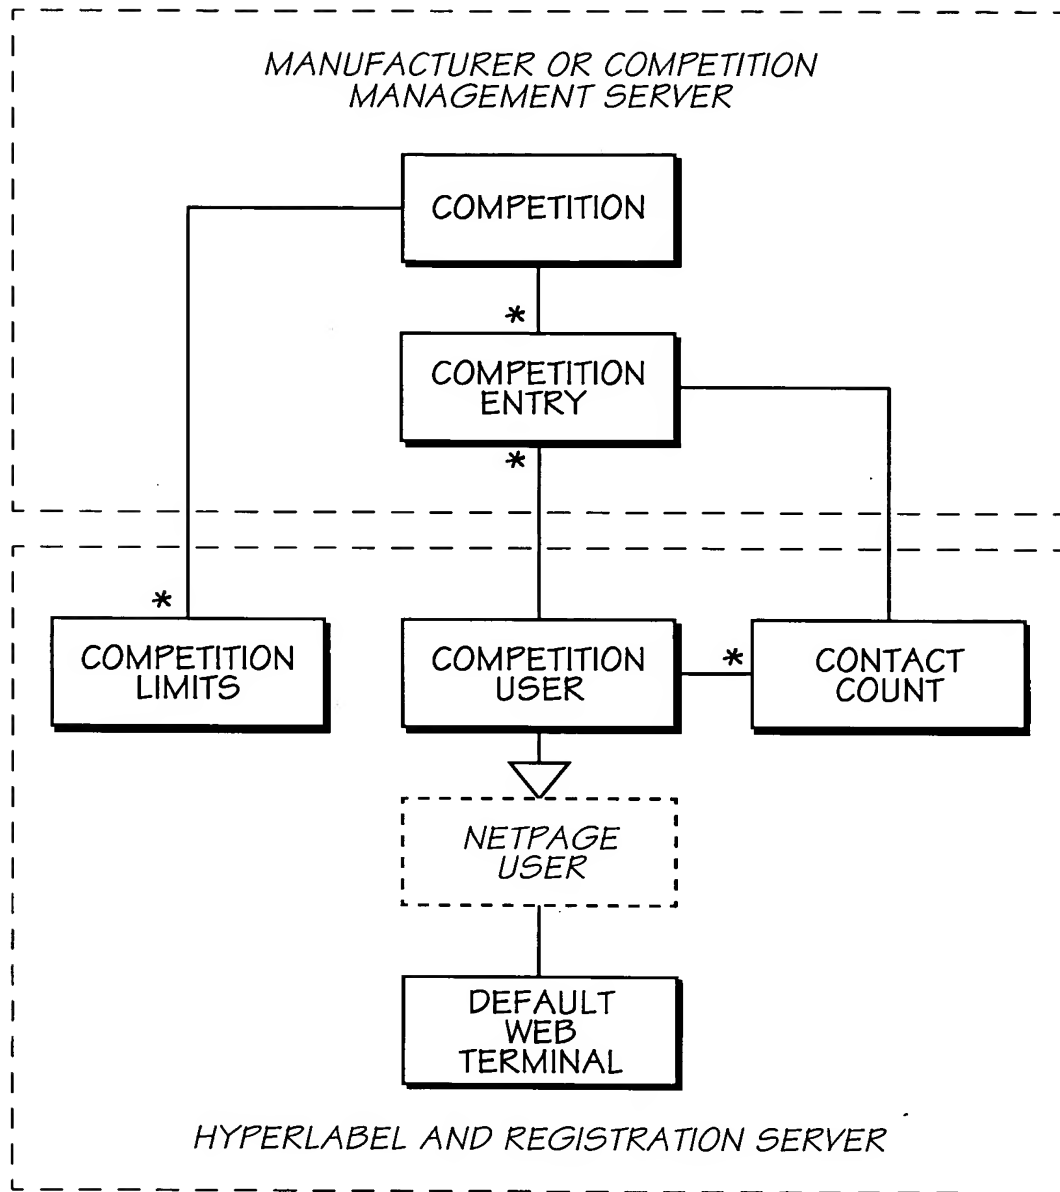 MANUFACTURER OR COMPETITION
MANAGEMENT SERVER
COMPETITION
*
COMPETITION
ENTRY
*
*
COMPETITION
LIMITS
COMPETITION
USER
*
CONTACT
COUNT
NETPAGE
USER
DEFAULT
WEB
TERMINAL
HYPERLABEL AND REGISTRATION SERVER